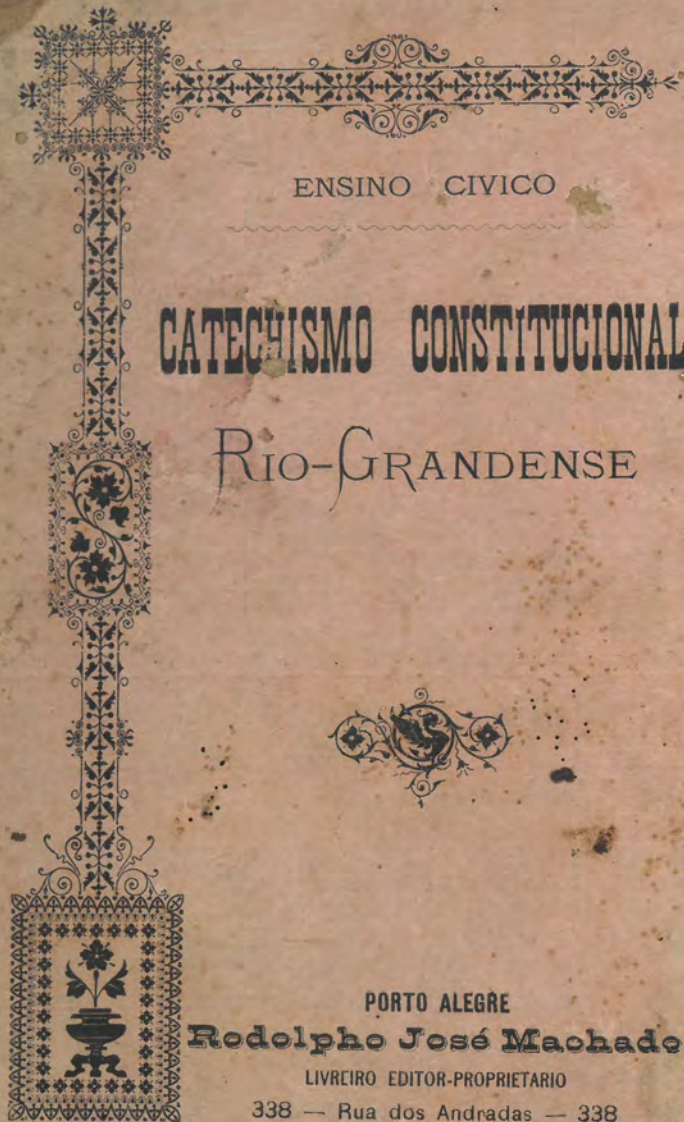 ENSINO CIVICO
CATECHISMO CONSTITUCIONAL
RIO-GRANDENSE
PORTO ALEGRE
Rodolpho José Machado
LIVREIRO EDITOR-PROPRIETARIO
338 — Rua dos Andradas — 338